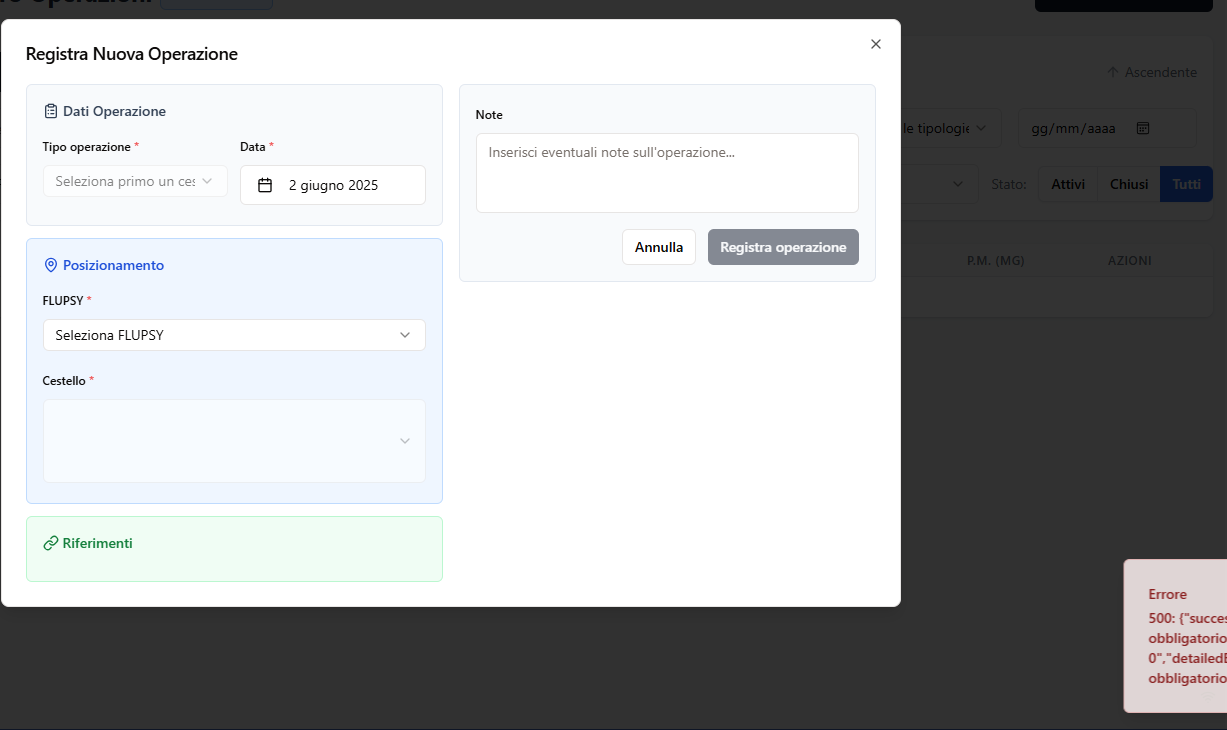 Registra Nuova Operazione
Ascendente
Dati Operazione
Tipo operazione *
Data *
Seleziona primo un ces
2 giugno 2025
Note
Inserisci eventuali note sull'operazione...
Annulla
Registra operazione
le tipologie
gg/mm/aaaa
Stato:
Attivi
Chiusi
Tutti
P.M. (MG)
AZIONI
Posizionamento
FLUPSY *
Seleziona FLUPSY
Cestello *
Riferimenti
Errore
500: {"succes
obbligatorio
0","detailedE
obbligatorio